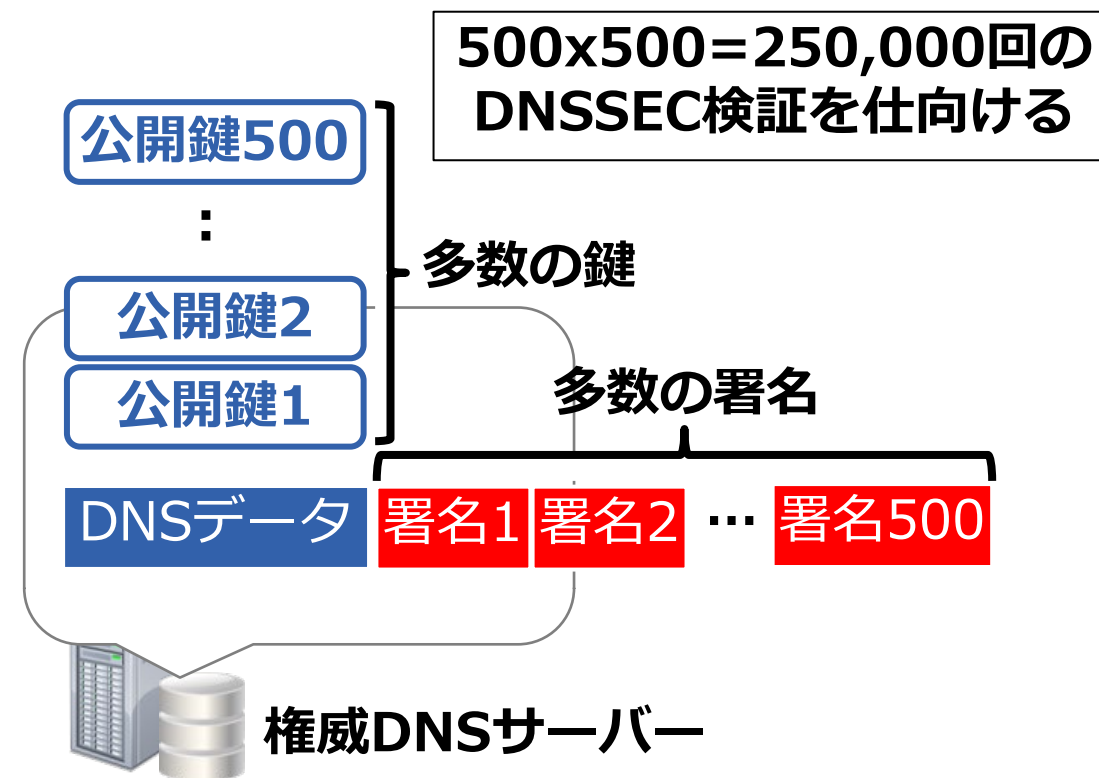 500x500=250,000回の
DNSSEC検証を仕向ける
公開鍵500
:
多数の鍵
公開鍵2
公開鍵1
多数の署名
DNSデータ 署名1 署名2 … 署名500
権威DNSサーバー